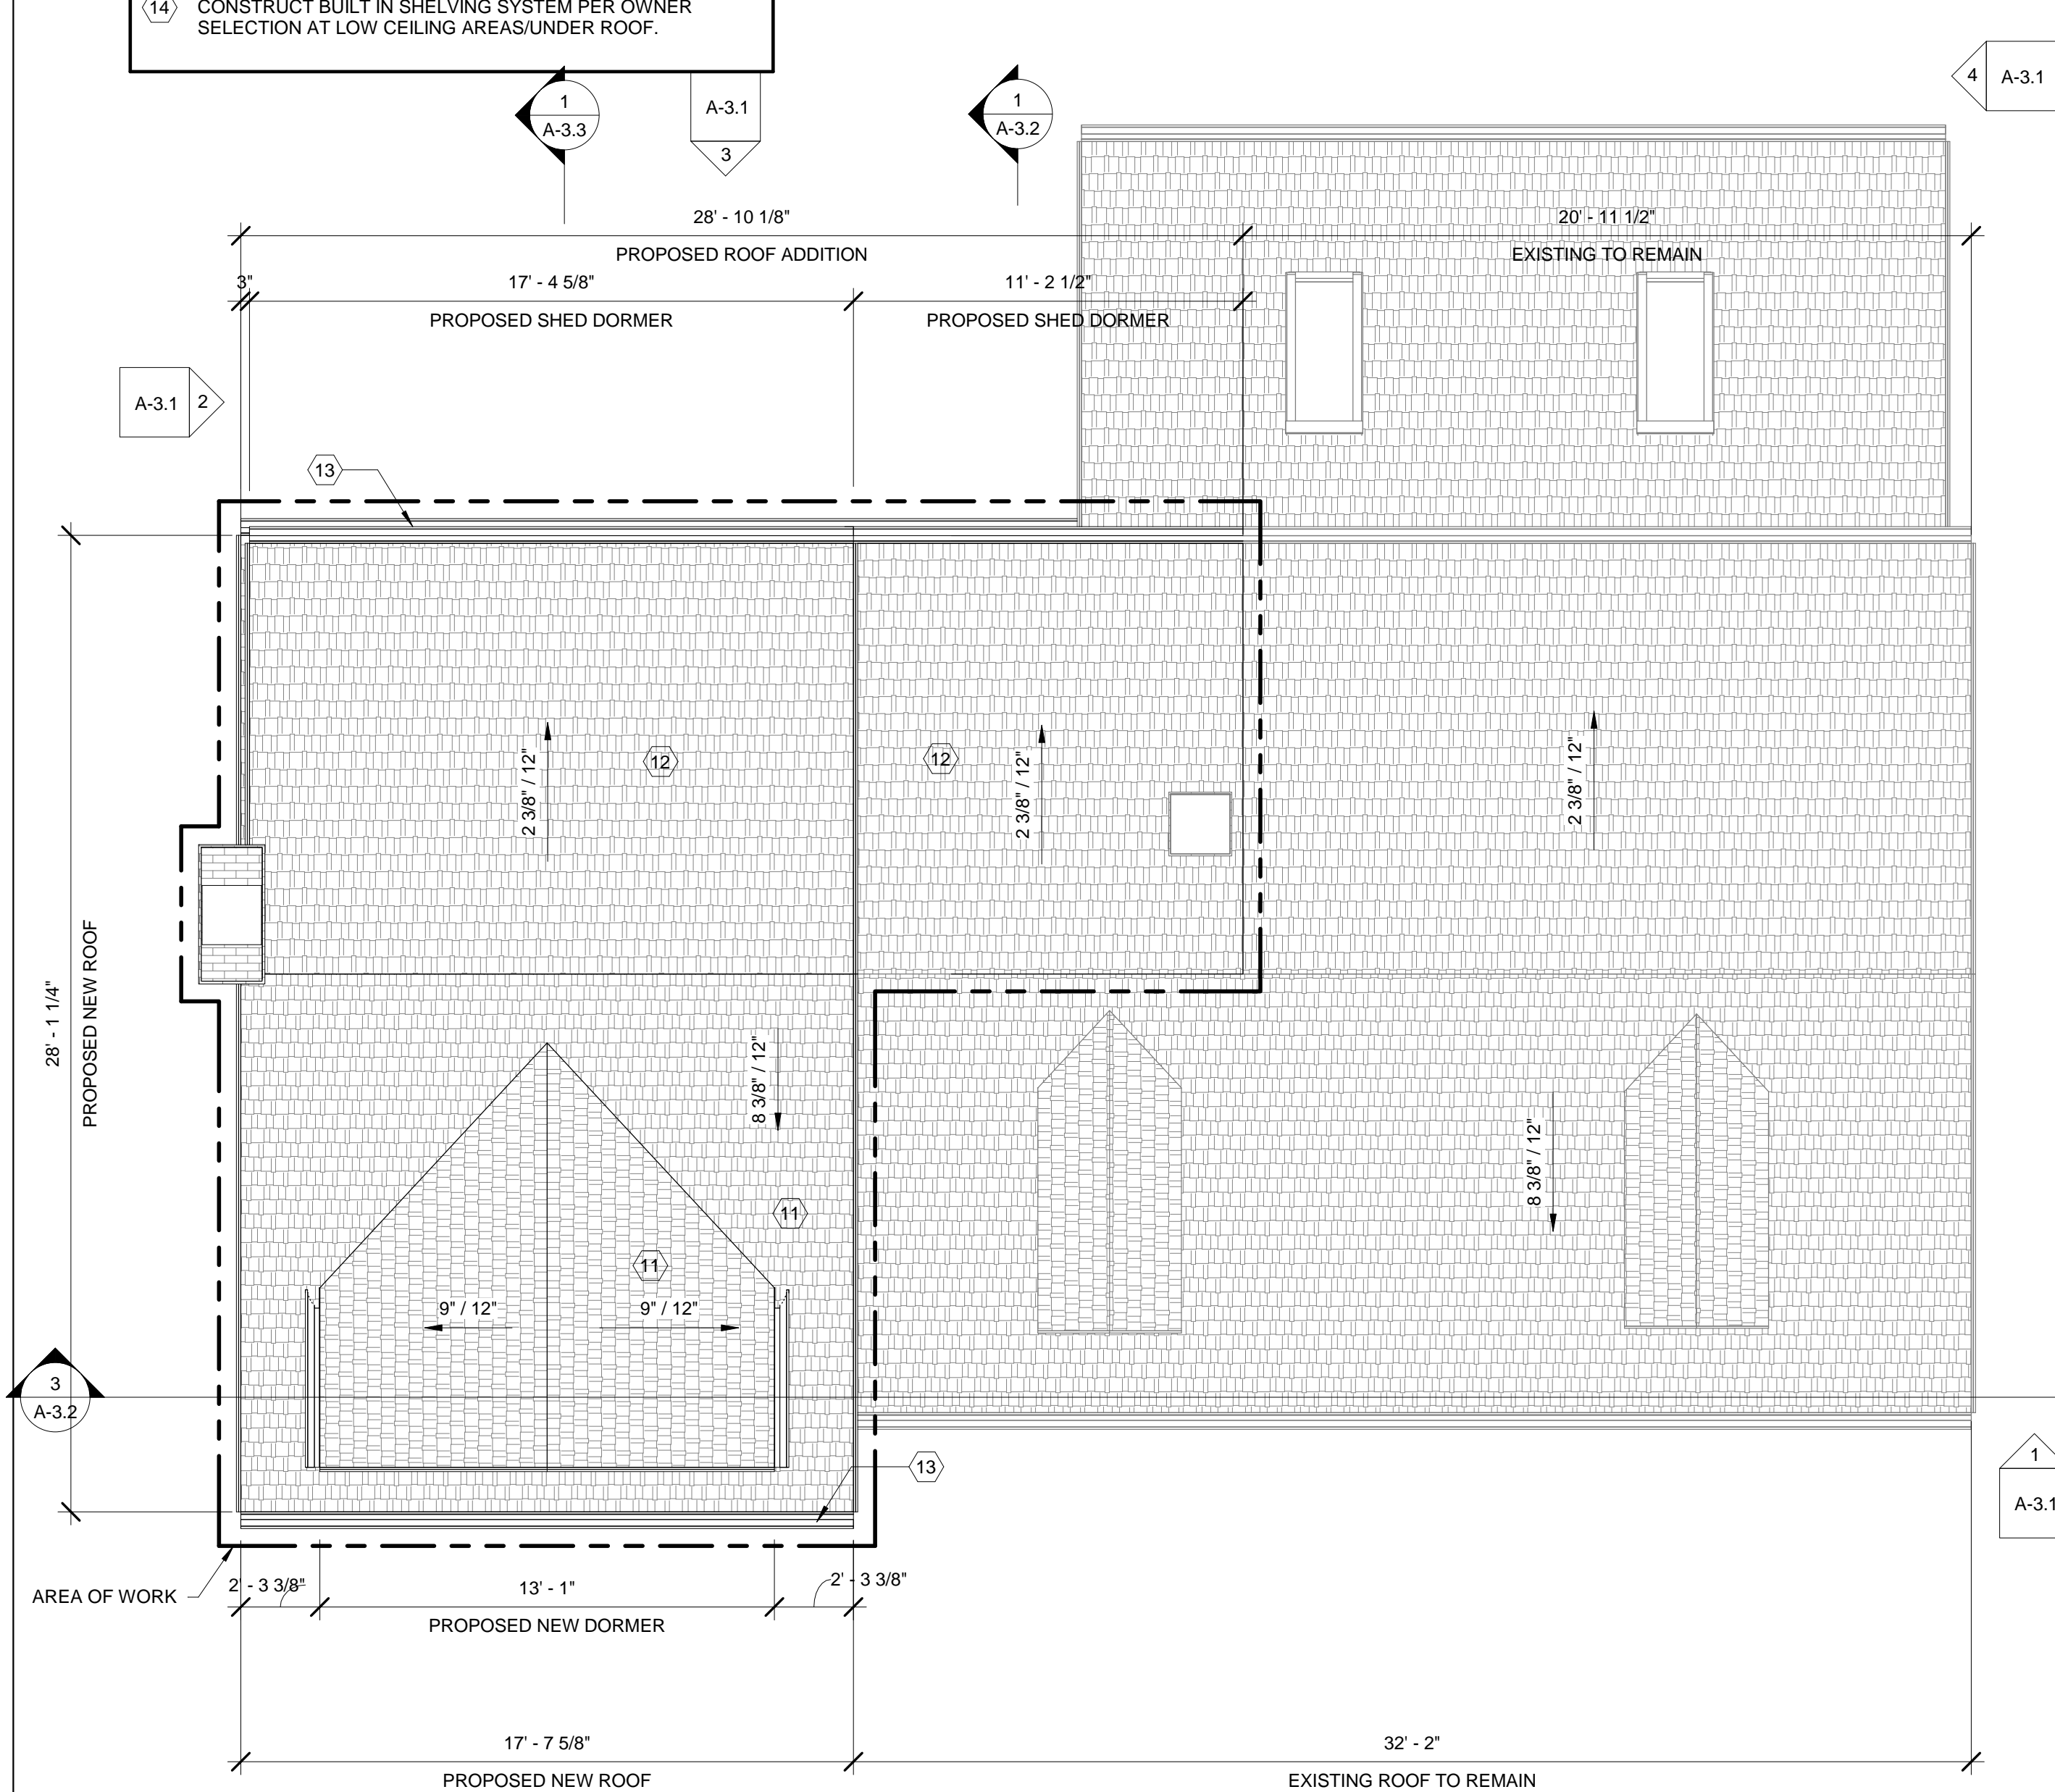 14 CONSTRUCT BUILT IN SHELVING SYSTEM PER OWNER
SELECTION AT LOW CEILING AREAS/UNDER ROOF.
1
A-3.3
A-3.1
3
1
A-3.2
4 A-3.1
28' - 10 1/8"
PROPOSED ROOF ADDITION
20' - 11 1/2"
EXISTING TO REMAIN
3"
17' - 4 5/8"
PROPOSED SHED DORMER
11' - 2 1/2"
PROPOSED SHED DORMER
A-3.1 2
13
2 3/8" / 12"
12
12
2 3/8" / 12"
2 3/8" / 12"
28' - 1 1/4"
PROPOSED NEW ROOF
8 3/8" / 12"
8 3/8" / 12"
11
11
9" / 12"
9" / 12"
3
A-3.2
13
1
A-3.1
AREA OF WORK
2' - 3 3/8"
13' - 1"
PROPOSED NEW DORMER
2' - 3 3/8"
17' - 7 5/8"
PROPOSED NEW ROOF
32' - 2"
EXISTING ROOF TO REMAIN